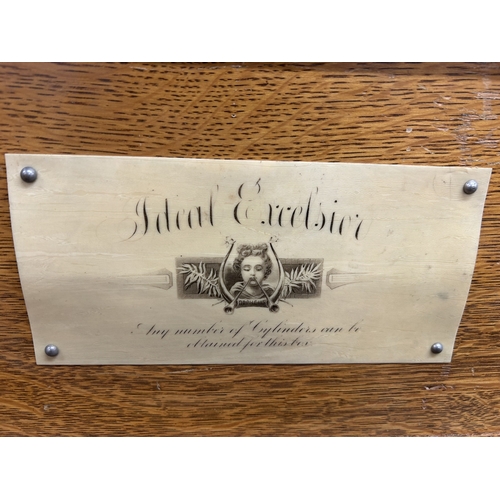 Ideal Excelsior
Any number of Cylinders can be
obtained for this box